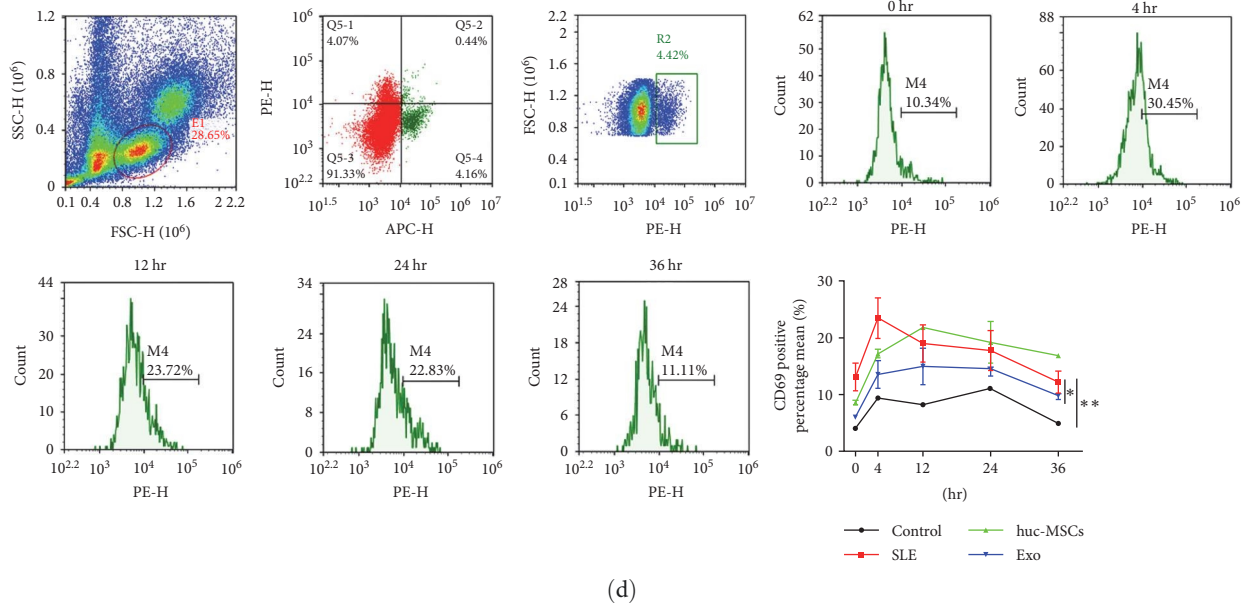 1.2
0.8
0.4
0
SSC-H (10⁶)
E1
28.65%
0.1 0.4 0.8 1.2 1.6 2 2.2
FSC-H (10⁶)
10⁶
10⁵
10⁴
10³
10^2.2
PE-H
Q5-1
4.07%
Q5-2
0.44%
Q5-3
91.33%
Q5-4
4.16%
10^1.5 10³ 10⁴ 10⁵ 10⁶ 10⁷
APC-H
2.2
2
1.6
1.2
0.8
0.1
FSC-H (10⁶)
R2
4.42%
10^1.5 10³ 10⁴ 10⁵ 10⁶ 10⁷
PE-H
0 hr
62
52
39
26
13
0
Count
M4
10.34%
10^2.2 10³ 10⁴ 10⁵ 10⁶
PE-H
4 hr
88
80
60
40
20
0
Count
M4
30.45%
10^2.2 10³ 10⁴ 10⁵ 10⁶
PE-H
12 hr
44
30
20
10
0
Count
M4
23.72%
10^2.2 10³ 10⁴ 10⁵ 10⁶
PE-H
24 hr
34
24
16
8
0
Count
M4
22.83%
10^2.2 10³ 10⁴ 10⁵ 10⁶
PE-H
36 hr
28
24
18
12
6
0
Count
M4
11.11%
10^2.2 10³ 10⁴ 10⁵ 10⁶
PE-H
30
20
10
0
CD69 positive
percentage mean (%)
*
**
0 4 12 24 36
(hr)
Control
huc-MSCs
SLE
Exo
(d)